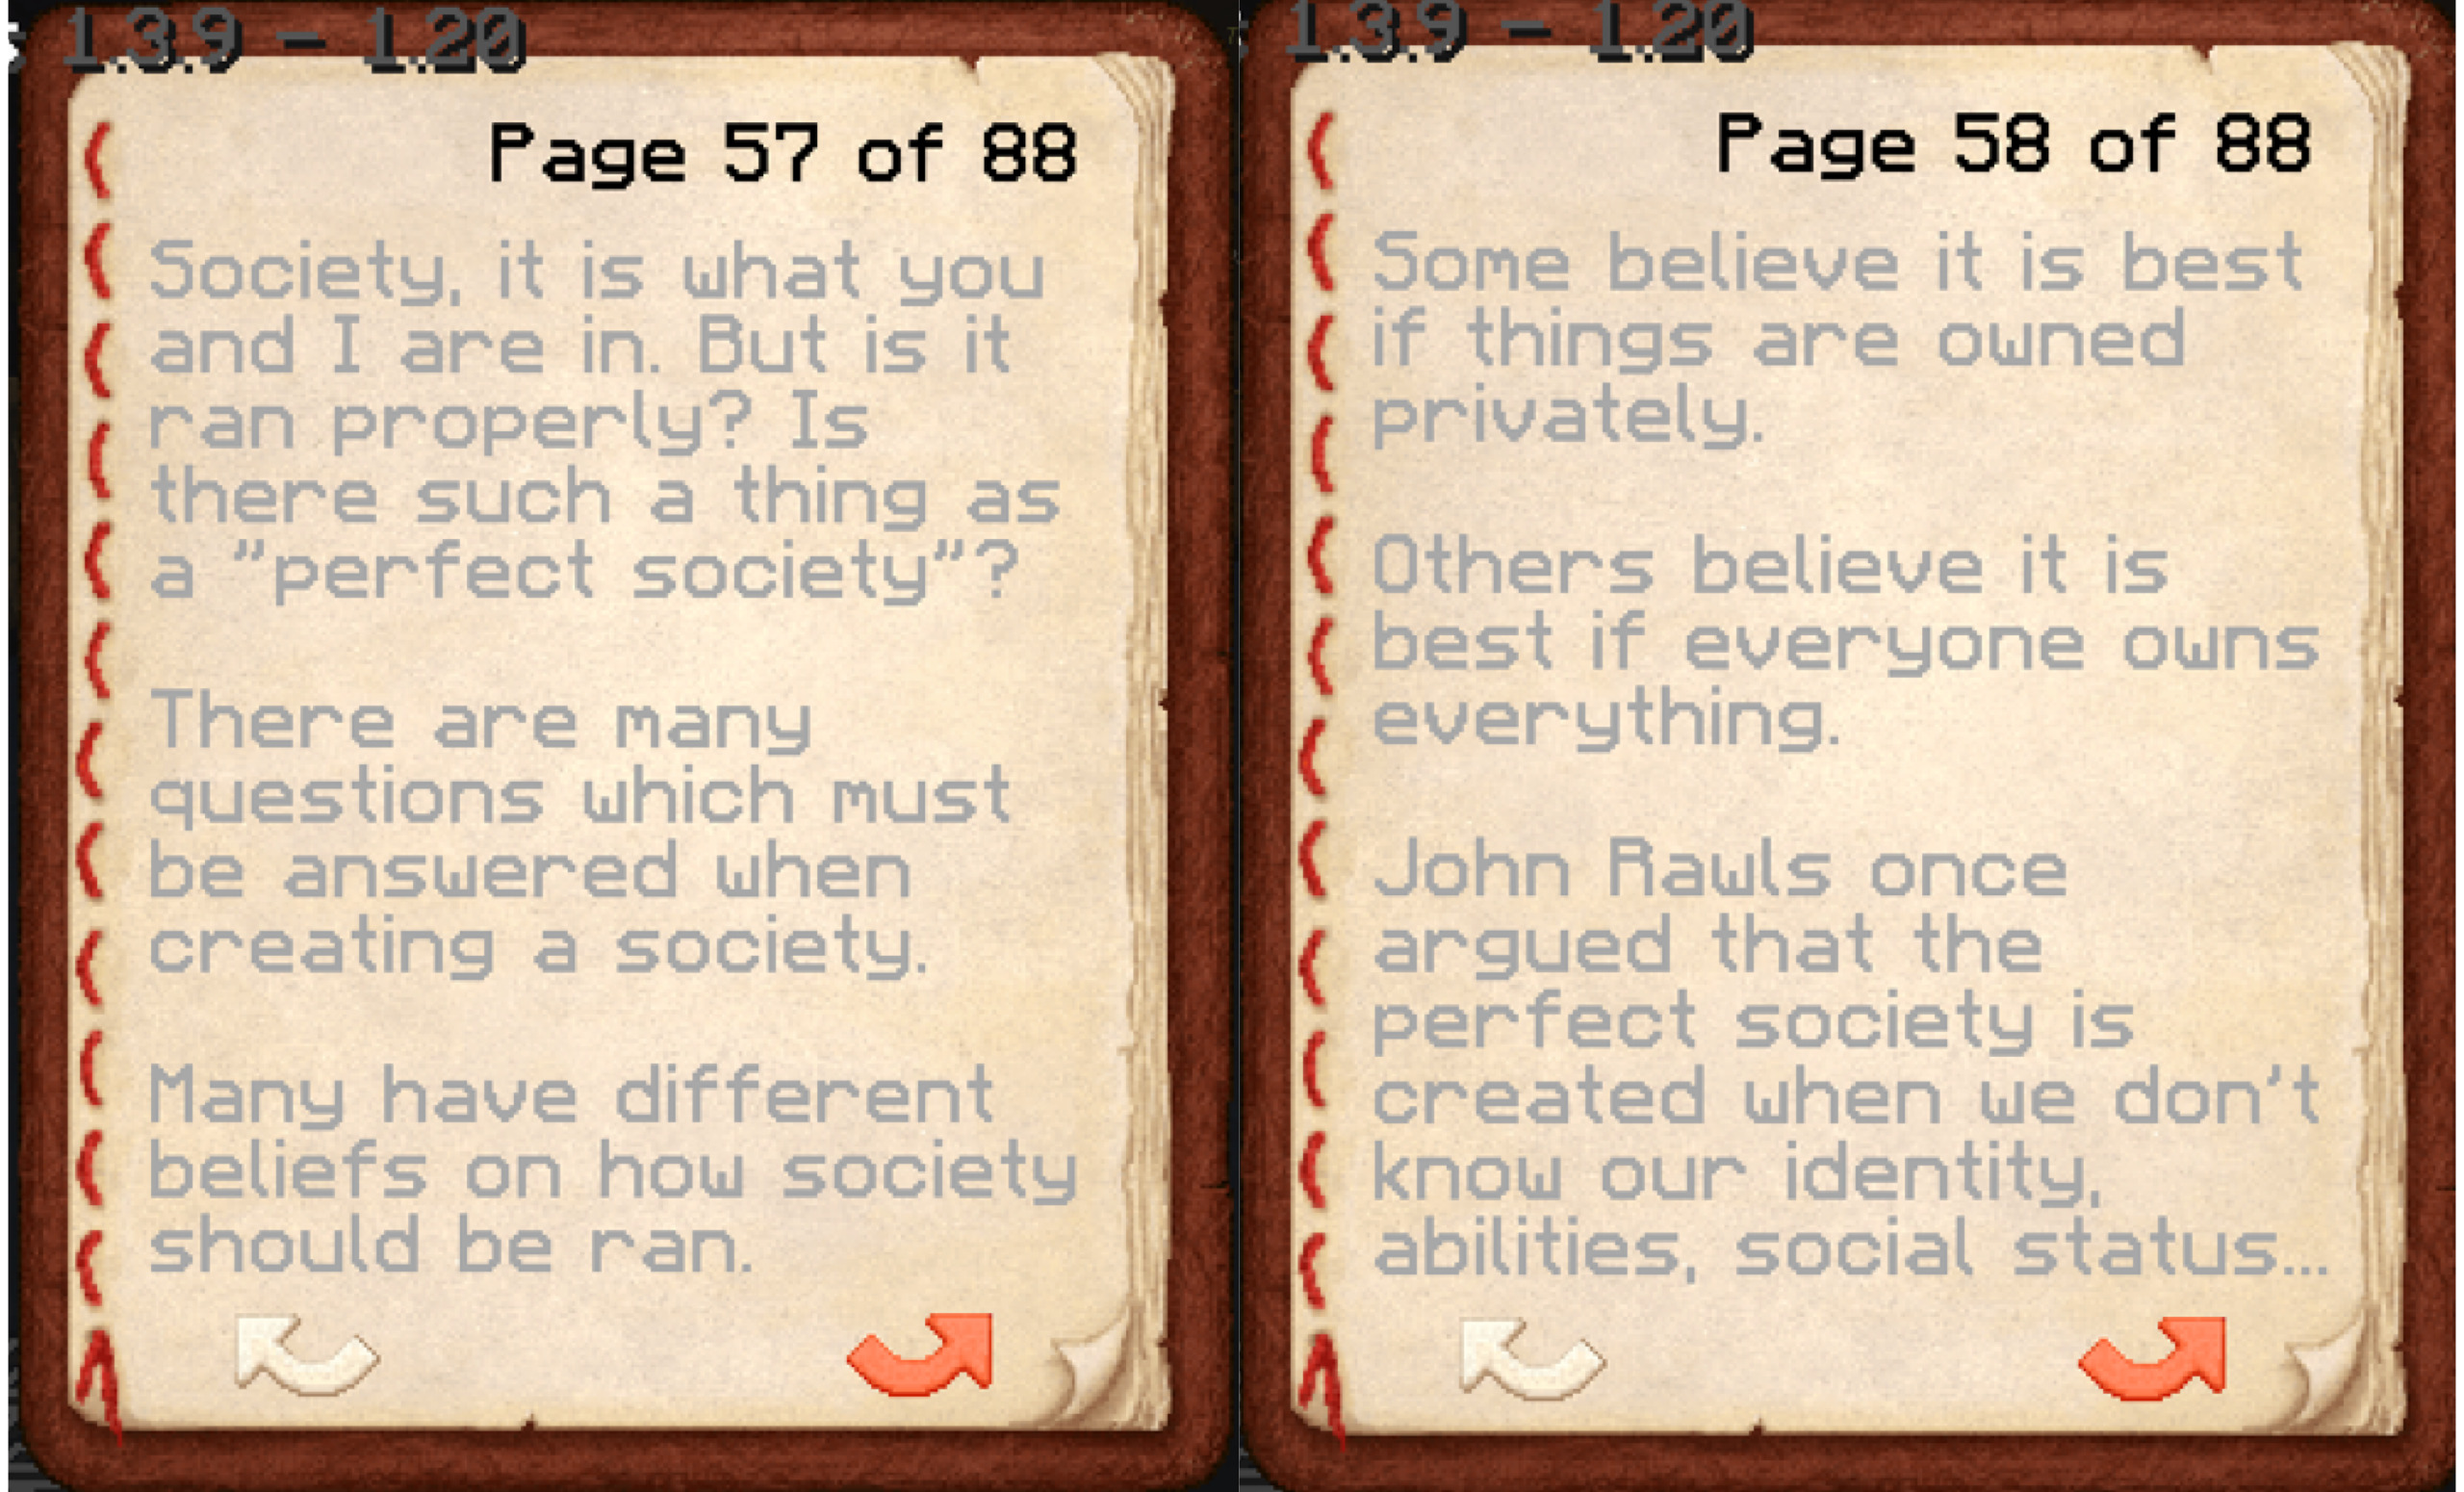 : 1.3.9 - 1.20
Page 57 of 88
Society, it is what you
and I are in. But is it
ran properly? Is
there such a thing as
a "perfect society"?
There are many
questions which must
be answered when
creating a society.
Many have different
beliefs on how society
should be ran.
: 1.3.9 - 1.20
Page 58 of 88
Some believe it is best
if things are owned
privately.
Others believe it is
best if everyone owns
everything.
John Rawls once
argued that the
perfect society is
created when we don't
know our identity,
abilities, social status...